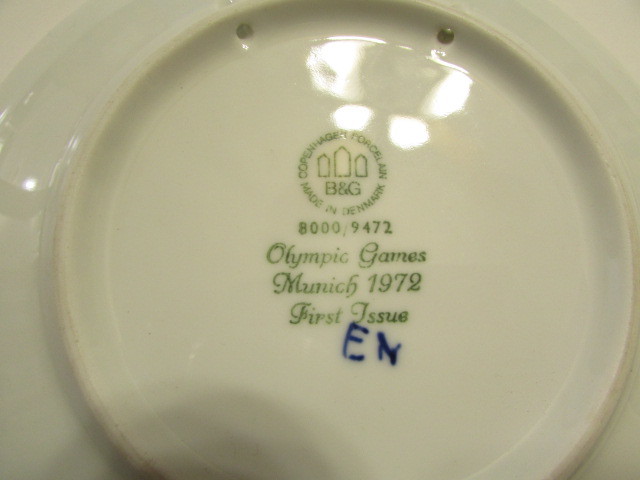 COPENHAGEN PORCELAIN
B&G
MADE IN DENMARK
8000/9472
Olympic Games
Munich 1972
First Issue
EN